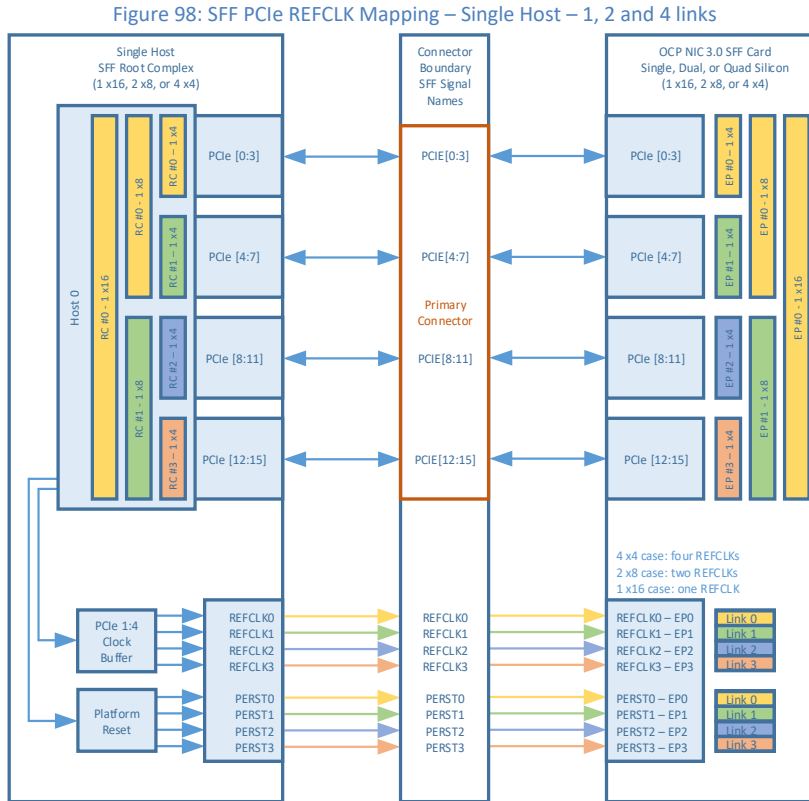 Figure 98: SFF PCIe REFCLK Mapping – Single Host – 1, 2 and 4 links
Single Host
SFF Root Complex
(1 x16, 2 x8, or 4 x4)
Host 0
RC #0 - 1 x16
RC #0 - 1 x8
RC #1 - 1 x8
RC #0 – 1 x4
RC #1 – 1 x4
RC #2 – 1 x4
RC #3 – 1 x4
PCIe [0:3]
PCIe [4:7]
PCIe [8:11]
PCIe [12:15]
PCIe 1:4
Clock
Buffer
Platform
Reset
REFCLK0
REFCLK1
REFCLK2
REFCLK3
PERST0
PERST1
PERST2
PERST3
Connector
Boundary
SFF Signal
Names
PCIE[0:3]
PCIE[4:7]
Primary
Connector
PCIE[8:11]
PCIE[12:15]
REFCLK0
REFCLK1
REFCLK2
REFCLK3
PERST0
PERST1
PERST2
PERST3
OCP NIC 3.0 SFF Card
Single, Dual, or Quad Silicon
(1 x16, 2 x8, or 4 x4)
PCIe [0:3]
PCIe [4:7]
PCIe [8:11]
PCIe [12:15]
EP #0 – 1 x4
EP #1 – 1 x4
EP #2 – 1 x4
EP #3 – 1 x4
EP #0 - 1 x8
EP #1 - 1 x8
EP #0 - 1 x16
4 x4 case: four REFCLKs
2 x8 case: two REFCLKs
1 x16 case: one REFCLK
REFCLK0 – EP0
REFCLK1 – EP1
REFCLK2 – EP2
REFCLK3 – EP3
Link 0
Link 1
Link 2
Link 3
PERST0 – EP0
PERST1 – EP1
PERST2 – EP2
PERST3 – EP3
Link 0
Link 1
Link 2
Link 3